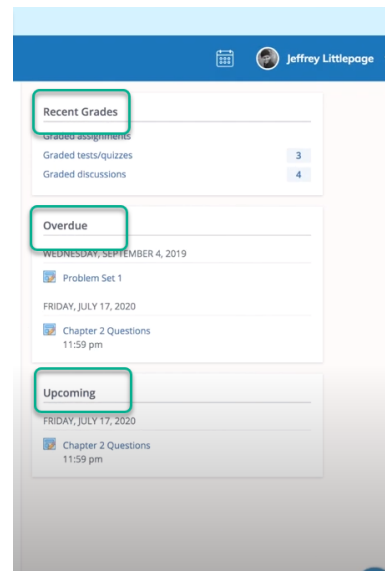 Jeffrey Littlepage
Recent Grades
Graded assignments
Graded tests/quizzes 3
Graded discussions 4
Overdue
WEDNESDAY, SEPTEMBER 4, 2019
Problem Set 1
FRIDAY, JULY 17, 2020
Chapter 2 Questions
11:59 pm
Upcoming
FRIDAY, JULY 17, 2020
Chapter 2 Questions
11:59 pm